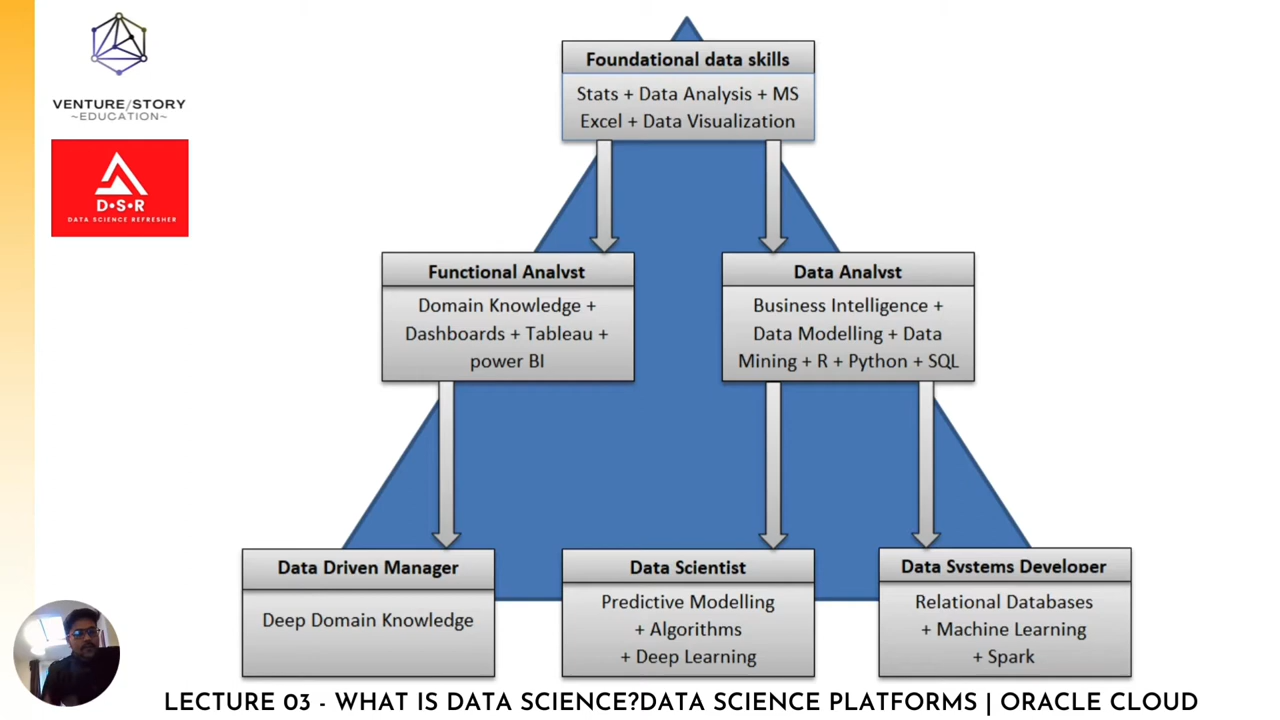 VENTURE/STORY
~EDUCATION~
D•S•R
DATA SCIENCE REFRESHER
Foundational data skills
Stats + Data Analysis + MS
Excel + Data Visualization
Functional Analyst
Domain Knowledge +
Dashboards + Tableau +
power BI
Data Analyst
Business Intelligence +
Data Modelling + Data
Mining + R + Python + SQL
Data Driven Manager
Deep Domain Knowledge
Data Scientist
Predictive Modelling
+ Algorithms
+ Deep Learning
Data Systems Developer
Relational Databases
+ Machine Learning
+ Spark
LECTURE 03 - WHAT IS DATA SCIENCE?DATA SCIENCE PLATFORMS | ORACLE CLOUD